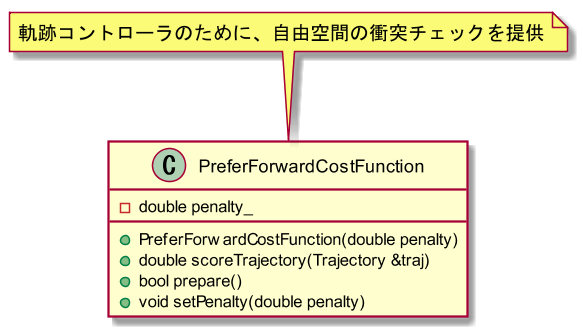 軌跡コントローラのために、自由空間の衝突チェックを提供
C PreferForwardCostFunction
double penalty_
PreferForwardCostFunction(double penalty)
double scoreTrajectory(Trajectory &traj)
bool prepare()
void setPenalty(double penalty)